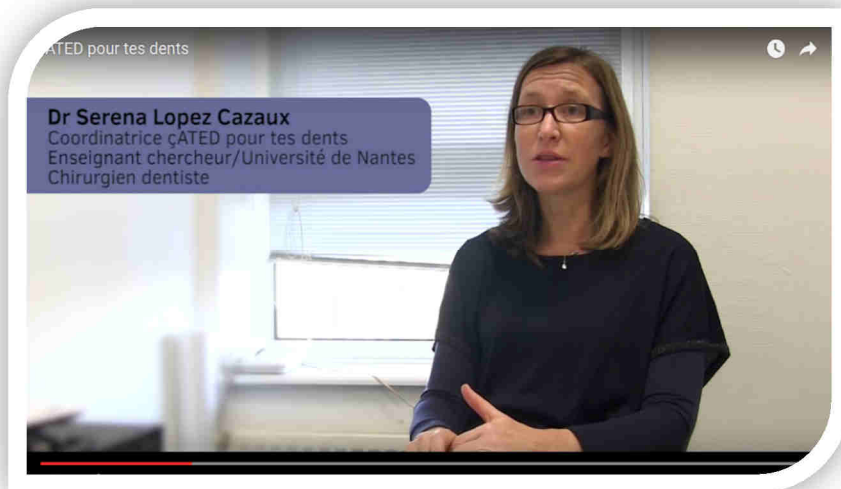 ATED pour tes dents
Dr Serena Lopez Cazaux
Coordinatrice çATED pour tes dents
Enseignant chercheur/Université de Nantes
Chirurgien dentiste